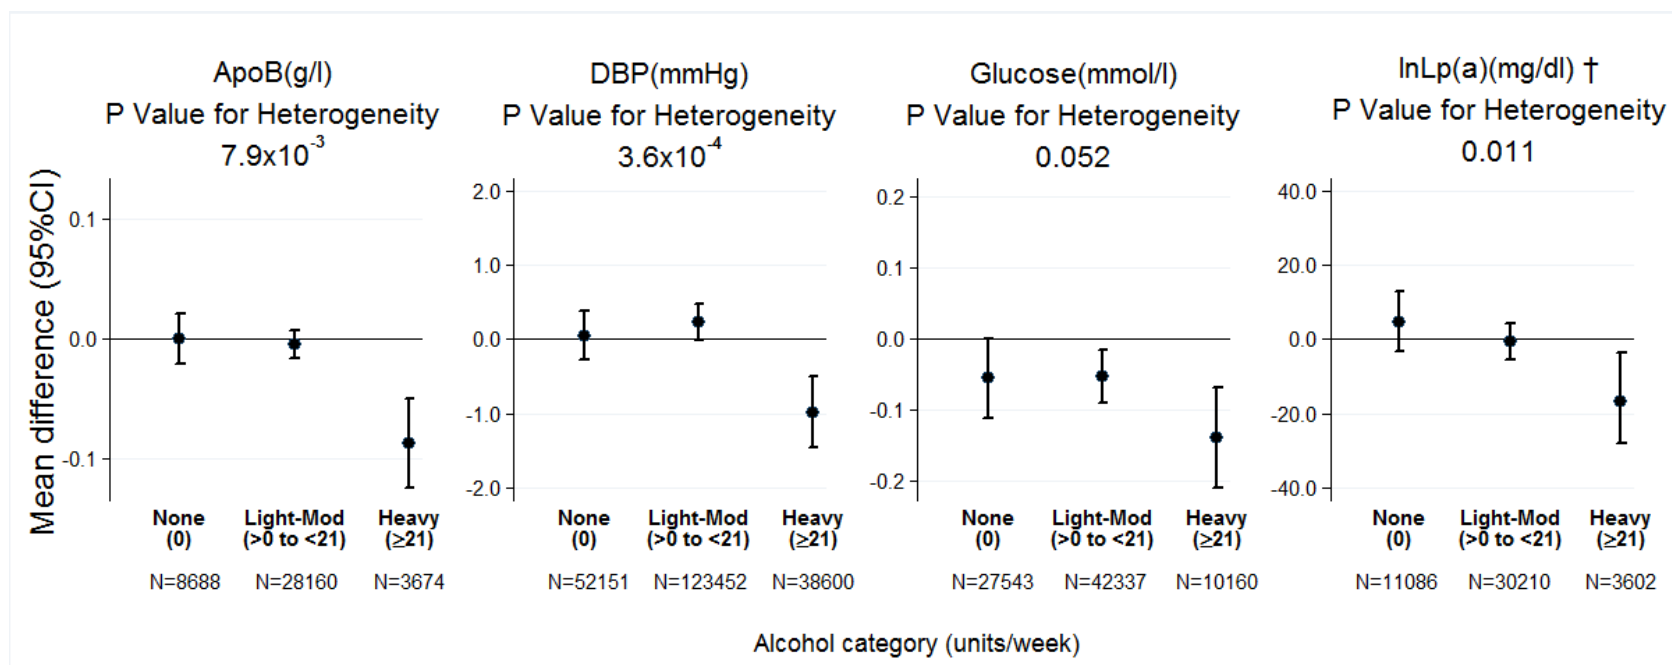 ApoB(g/l)
P Value for Heterogeneity
7.9x10⁻³
DBP(mmHg)
P Value for Heterogeneity
3.6x10⁻⁴
Glucose(mmol/l)
P Value for Heterogeneity
0.052
lnLp(a)(mg/dl) †
P Value for Heterogeneity
0.011
Mean difference (95%CI)
0.1
0.0
-0.1
None
(0)
Light-Mod
(>0 to <21)
Heavy
(≥21)
N=8688
N=28160
N=3674
2.0
1.0
0.0
-1.0
-2.0
None
(0)
Light-Mod
(>0 to <21)
Heavy
(≥21)
N=52151
N=123452
N=38600
0.2
0.1
0.0
-0.1
-0.2
None
(0)
Light-Mod
(>0 to <21)
Heavy
(≥21)
N=27543
N=42337
N=10160
40.0
20.0
0.0
-20.0
-40.0
None
(0)
Light-Mod
(>0 to <21)
Heavy
(≥21)
N=11086
N=30210
N=3602
Alcohol category (units/week)